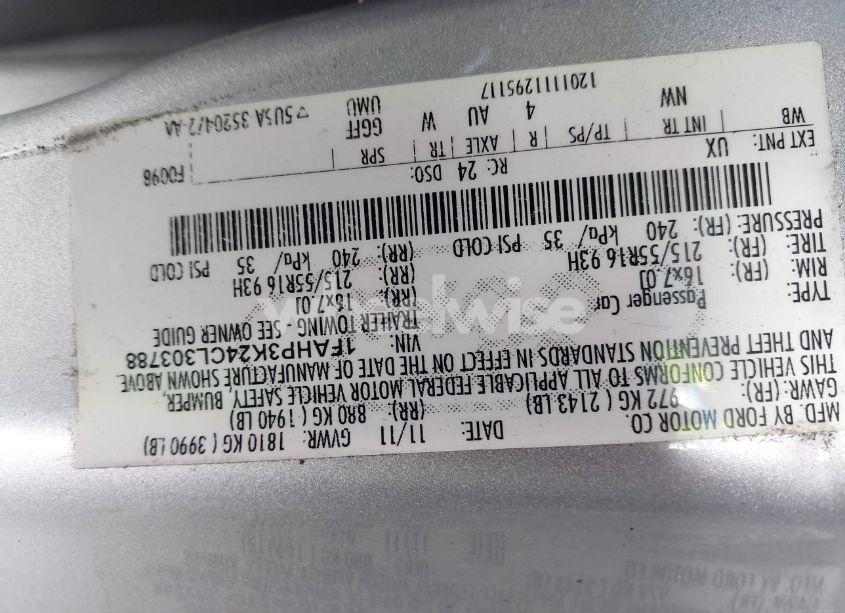 MFD. BY FORD MOTOR CO.
DATE: 11/11 GVWR: 1810 KG ( 3990 LB)
GAWR: (FR): 972 KG ( 2143 LB) (RR): 880 KG ( 1940 LB)
THIS VEHICLE CONFORMS TO ALL APPLICABLE FEDERAL MOTOR VEHICLE SAFETY, BUMPER,
AND THEFT PREVENTION STANDARDS IN EFFECT ON THE DATE OF MANUFACTURE SHOWN ABOVE.
VIN: 1FAHP3K24CL303788
TYPE: Passenger Car TRAILER TOWING - SEE OWNER GUIDE
RIM: (FR): 16x7.0J (RR): 16x7.0J
TIRE: (FR): 215/55R16 93H (RR): 215/55R16 93H
PRESSURE: (FR): 240 kPa/ 35 PSI COLD (RR): 240 kPa/ 35 PSI COLD
EXT PNT: UX RC: 24 DSO: F0098
WB INT TR TP/PS R AXLE TR SPR
NW 4 AU W GGFF
UMU
1201111295117
▽5USA 3520472-AA
wheelwise